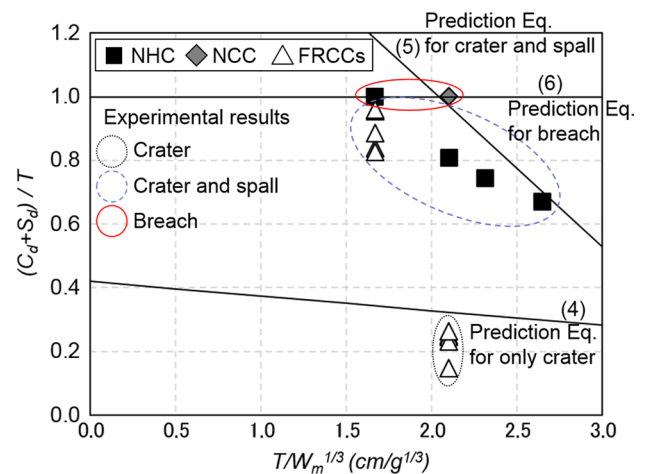 Prediction Eq.
(5) for crater and spall
NHC NCC FRCCs
(6)
Prediction Eq.
for breach
Experimental results
Crater
Crater and spall
Breach
(4)
Prediction Eq.
for only crater
1.2
1.0
0.8
0.6
0.4
0.2
0.0
(Cd+Sd) / T
0.0 0.5 1.0 1.5 2.0 2.5 3.0
T/Wm1/3 (cm/g1/3)